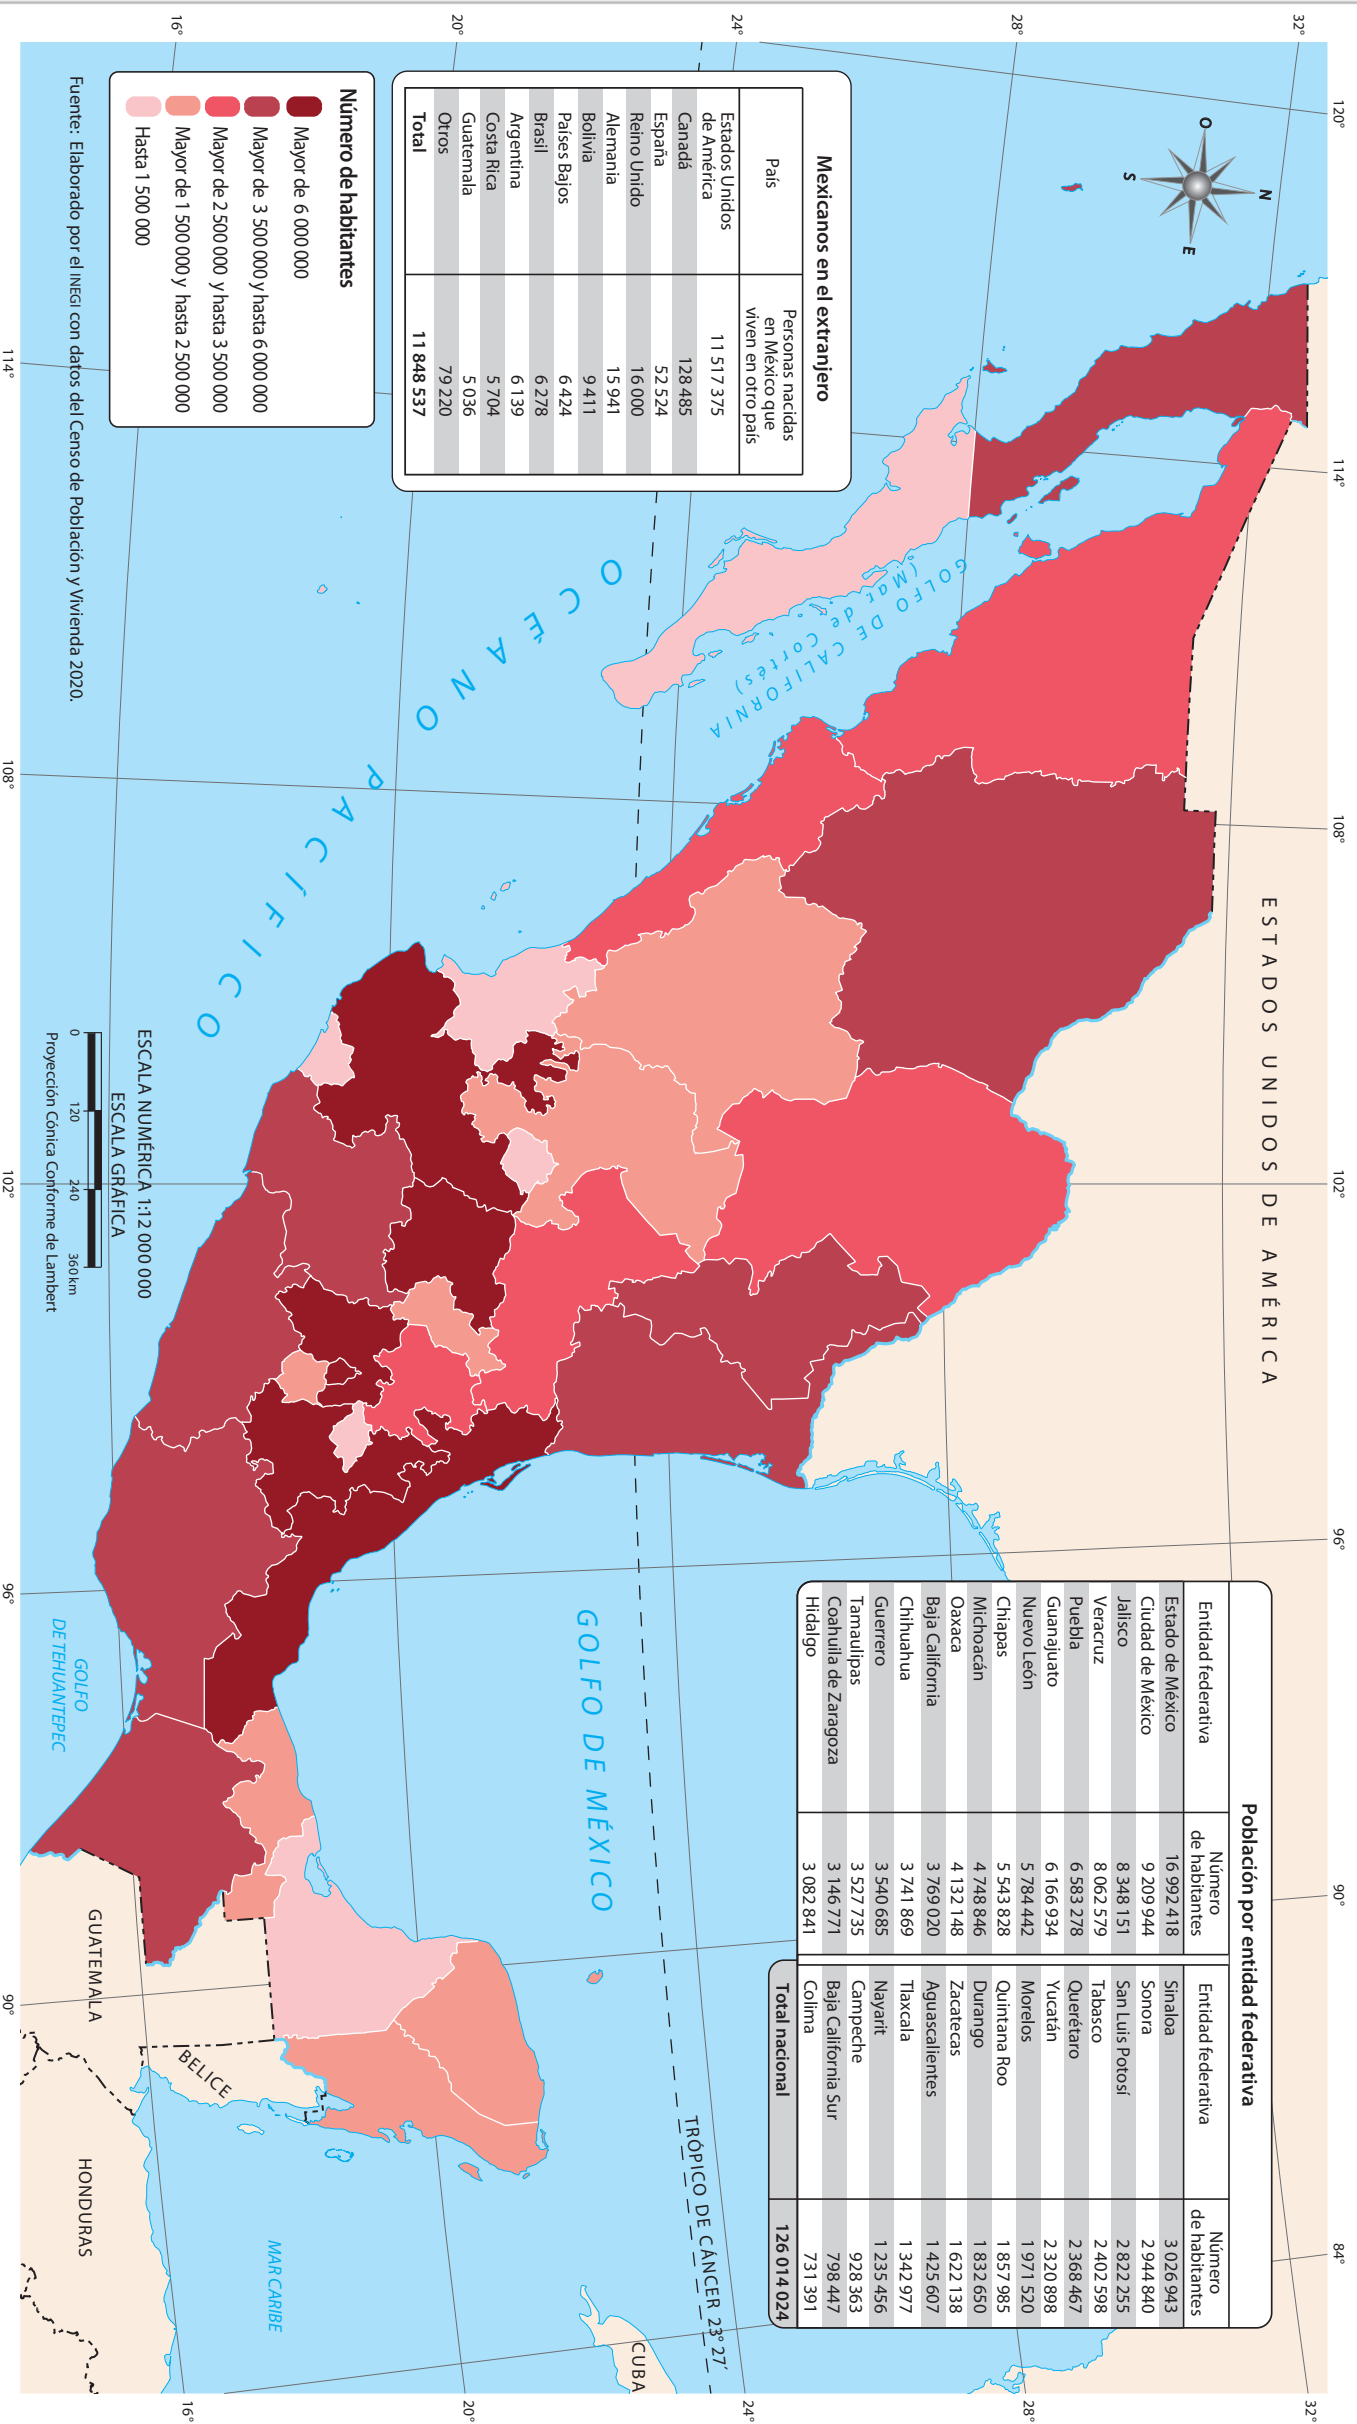 Mexicanos en el extranjero
País
Personas nacidas
en México que
viven en otro país
Estados Unidos
de América 11 517 375
Canadá 128 485
España 52 524
Reino Unido 16 000
Alemania 15 941
Bolivia 9 411
Países Bajos 6 424
Brasil 6 278
Argentina 6 139
Costa Rica 5 704
Guatemala 5 036
Otros 79 220
Total 11 848 537
Número de habitantes
Mayor de 6 000 000
Mayor de 3 500 000 y hasta 6 000 000
Mayor de 2 500 000 y hasta 3 500 000
Mayor de 1 500 000 y hasta 2 500 000
Hasta 1 500 000
Fuente: Elaborado por el INEGI con datos del Censo de Población y Vivienda 2020.
N
O
E
S
120°
114°
108°
102°
96°
90°
84°
32°
28°
24°
20°
16°
32°
28°
24°
20°
16°
114°
108°
102°
96°
90°
ESTADOS UNIDOS DE AMÉRICA
GOLFO DE CALIFORNIA
(Mar de Cortés)
OCÉANO PACÍFICO
GOLFO DE MÉXICO
TRÓPICO DE CÁNCER 23° 27′
CUBA
MAR CARIBE
BELICE
GUATEMALA
HONDURAS
GOLFO
DE TEHUANTEPEC
ESCALA NUMÉRICA 1:12 000 000
ESCALA GRÁFICA
0 120 240 360 km
Proyección Cónica Conforme de Lambert
Población por entidad federativa
Entidad federativa
Número
de habitantes
Entidad federativa
Número
de habitantes
Estado de México 16 992 418 Sinaloa 3 026 943
Ciudad de México 9 209 944 Sonora 2 944 840
Jalisco 8 348 151 San Luis Potosí 2 822 255
Veracruz 8 062 579 Tabasco 2 402 598
Puebla 6 583 278 Querétaro 2 368 467
Guanajuato 6 166 934 Yucatán 2 320 898
Nuevo León 5 784 442 Morelos 1 971 520
Chiapas 5 543 828 Quintana Roo 1 857 985
Michoacán 4 748 846 Durango 1 832 650
Oaxaca 4 132 148 Zacatecas 1 622 138
Baja California 3 769 020 Aguascalientes 1 425 607
Chihuahua 3 741 869 Tlaxcala 1 342 977
Guerrero 3 540 685 Nayarit 1 235 456
Tamaulipas 3 527 735 Campeche 928 363
Coahuila de Zaragoza 3 146 771 Baja California Sur 798 447
Hidalgo 3 082 841 Colima 731 391
Total nacional 126 014 024